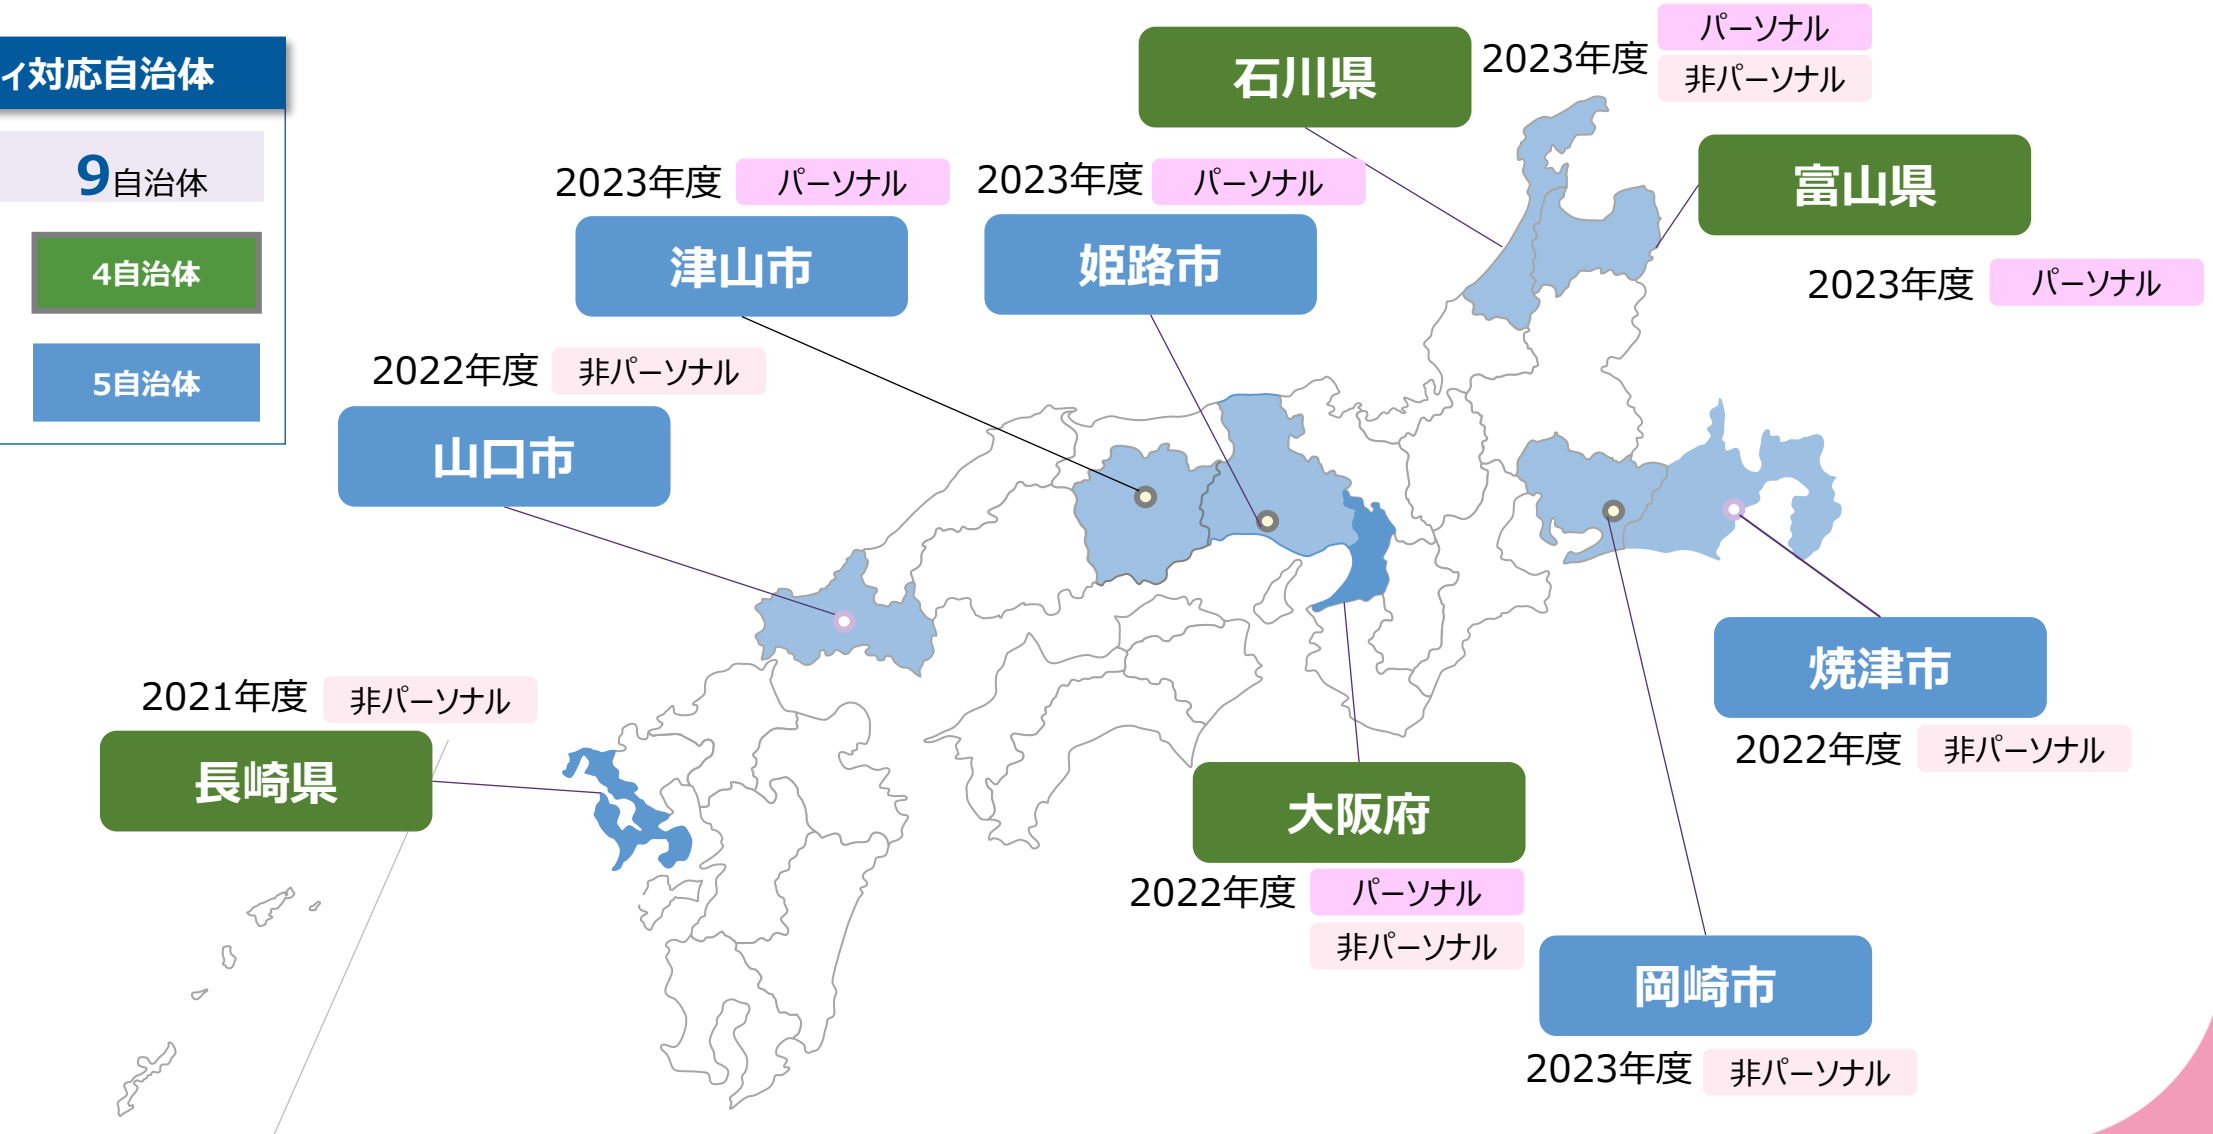 ィ対応自治体
9自治体
4自治体
5自治体
石川県
2023年度
パーソナル
非パーソナル
富山県
2023年度 パーソナル
2023年度 パーソナル
津山市
2023年度 パーソナル
姫路市
2022年度 非パーソナル
山口市
2021年度 非パーソナル
長崎県
焼津市
2022年度 非パーソナル
大阪府
2022年度 パーソナル
非パーソナル
岡崎市
2023年度 非パーソナル